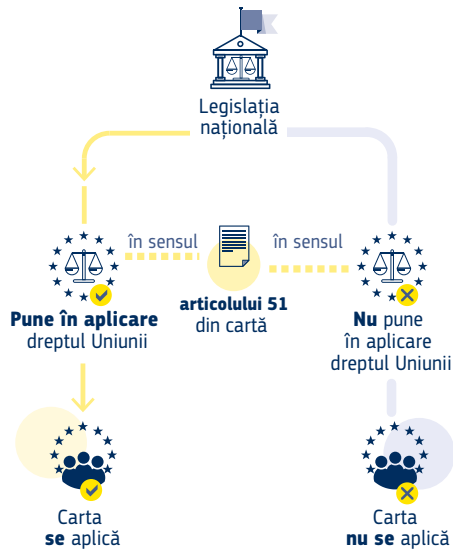 Legislația
națională
în sensul
în sensul
articolului 51
din cartă
Pune în aplicare
dreptul Uniunii
Nu pune
în aplicare
dreptul Uniunii
Carta
se aplică
Carta
nu se aplică